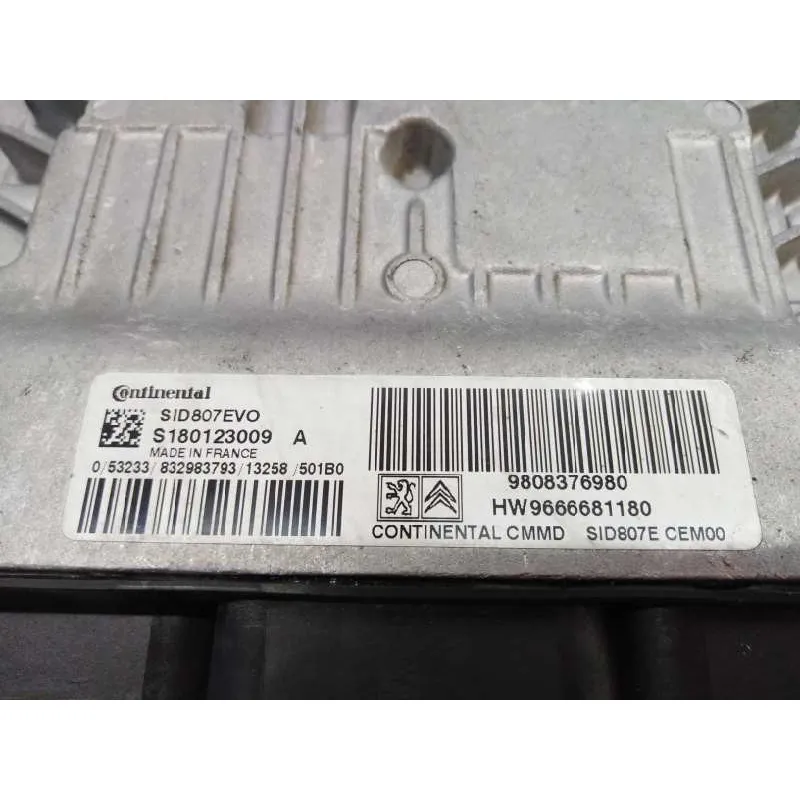 Continental
SID807EVO
S180123009 A
MADE IN FRANCE
0/53233/832983793/13258/501B0
9808376980
HW9666681180
CONTINENTAL CMMD SID807E CEM00